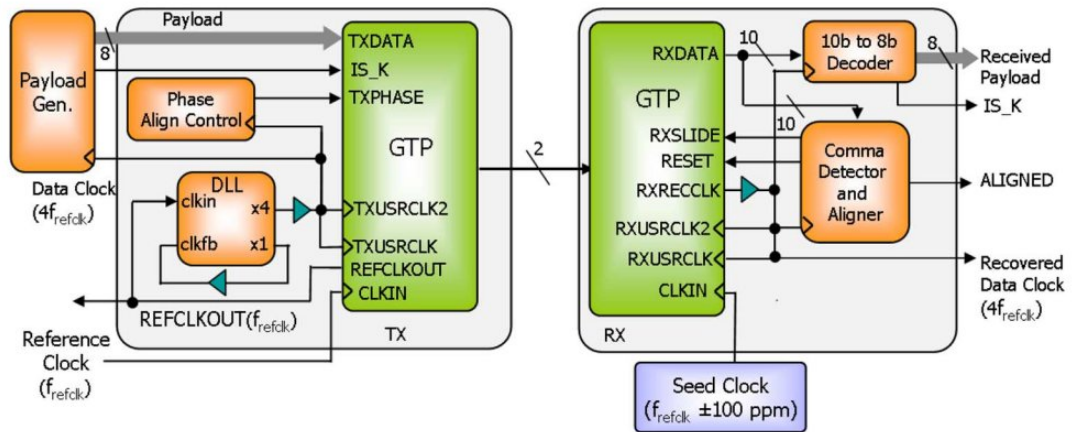 Payload
Gen.
8
Payload
TXDATA
IS_K
TXPHASE
Phase
Align Control
GTP
Data Clock
(4f_refclk)
DLL
clkin
x4
clkfb
x1
TXUSRCLK2
TXUSRCLK
REFCLKOUT
CLKIN
REFCLKOUT(f_refclk)
TX
Reference
Clock
(f_refclk)
2
GTP
RXDATA
RXSLIDE
RESET
RXRECCLK
RXUSRCLK2
RXUSRCLK
CLKIN
RX
10
10b to 8b
Decoder
8
Received
Payload
IS_K
10
Comma
Detector
and
Aligner
ALIGNED
Recovered
Data Clock
(4f_refclk)
Seed Clock
(f_refclk ±100 ppm)